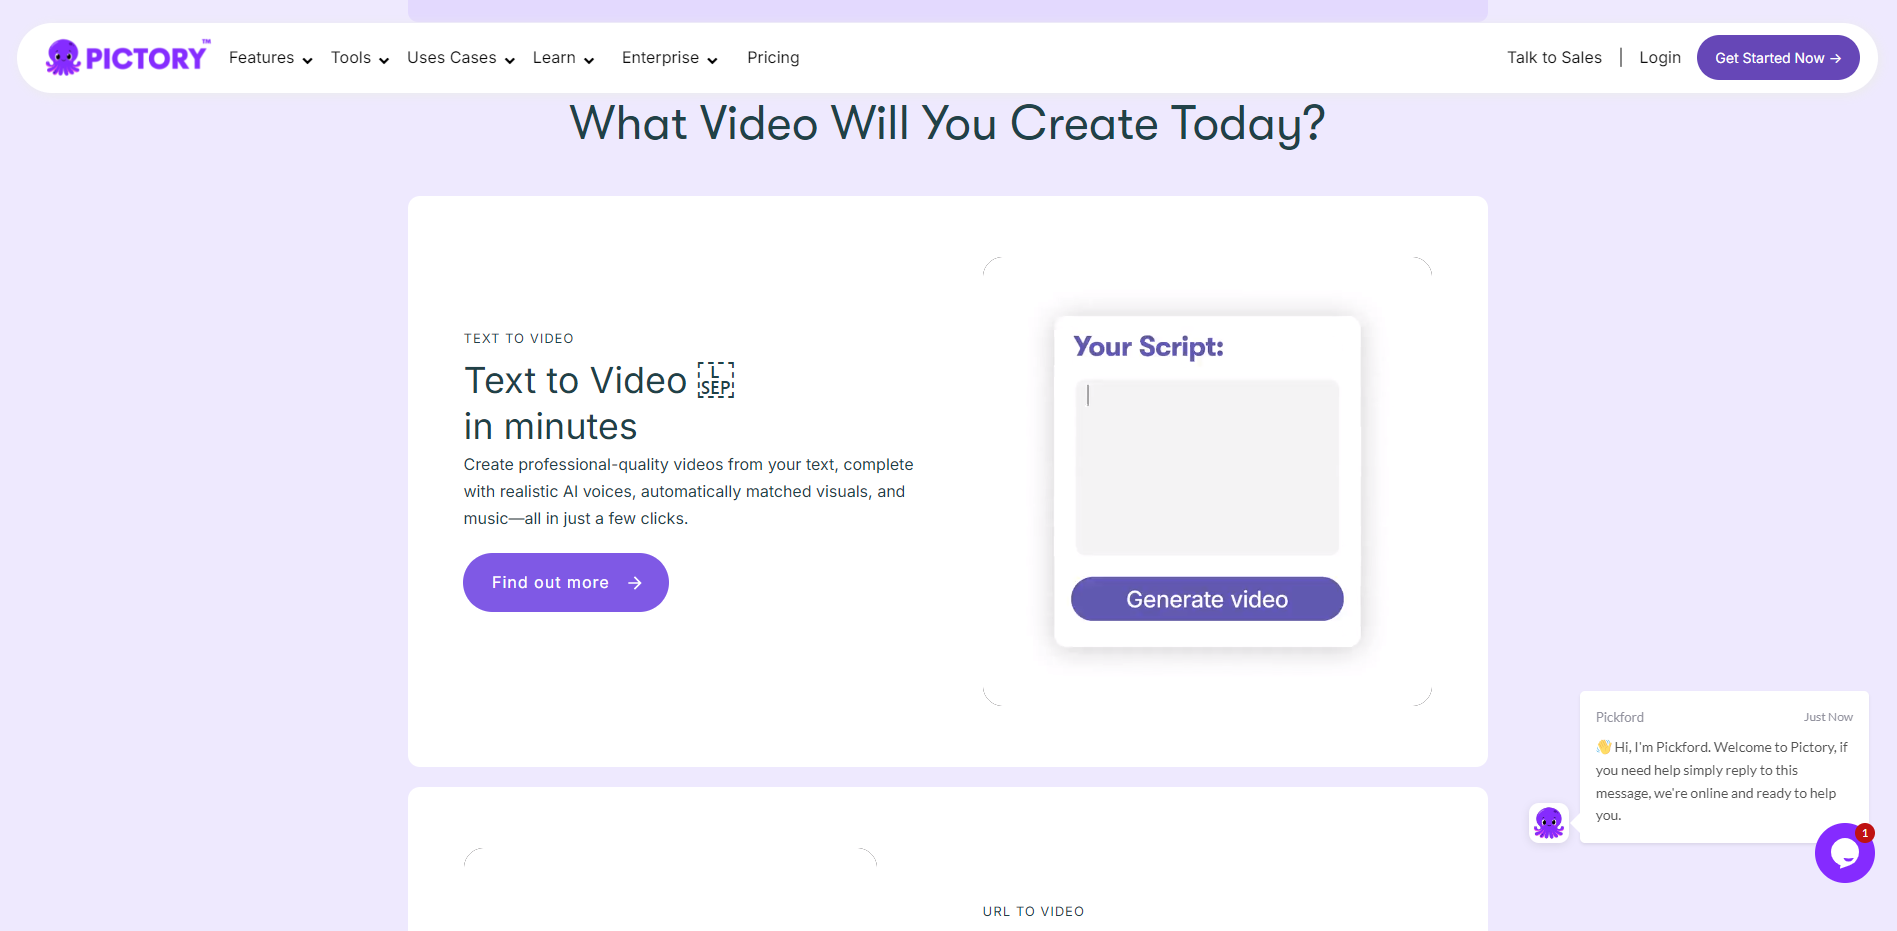 PICTORY™
Features Tools Uses Cases Learn Enterprise Pricing
Talk to Sales | Login Get Started Now →
What Video Will You Create Today?
TEXT TO VIDEO
Text to Video L SEP
in minutes
Create professional-quality videos from your text, complete
with realistic AI voices, automatically matched visuals, and
music—all in just a few clicks.
Find out more →
Your Script:
Generate video
URL TO VIDEO
Pickford Just Now
👋 Hi, I'm Pickford. Welcome to Pictory, if
you need help simply reply to this
message, we're online and ready to help
you.
1